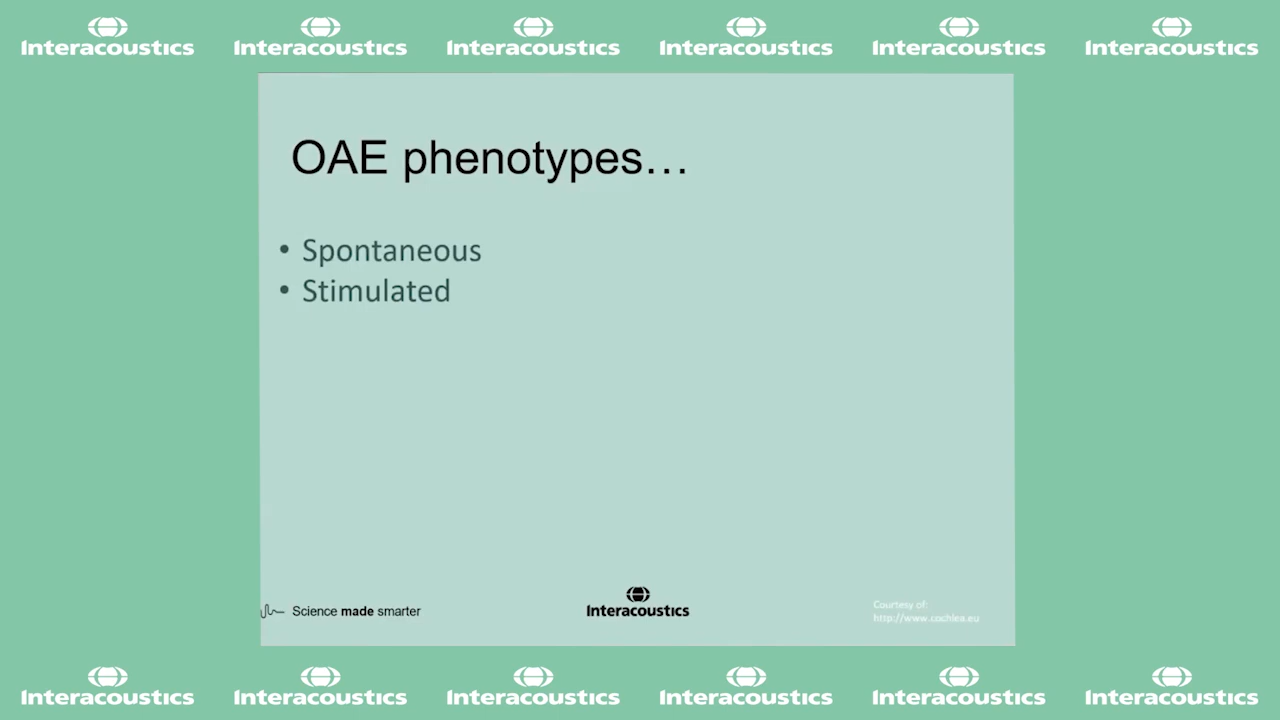 Interacoustics Interacoustics Interacoustics Interacoustics Interacoustics Interacoustics
OAE phenotypes…
• Spontaneous
• Stimulated
Science made smarter
Interacoustics
Courtesy of:
http://www.cochlea.eu
Interacoustics Interacoustics Interacoustics Interacoustics Interacoustics Interacoustics